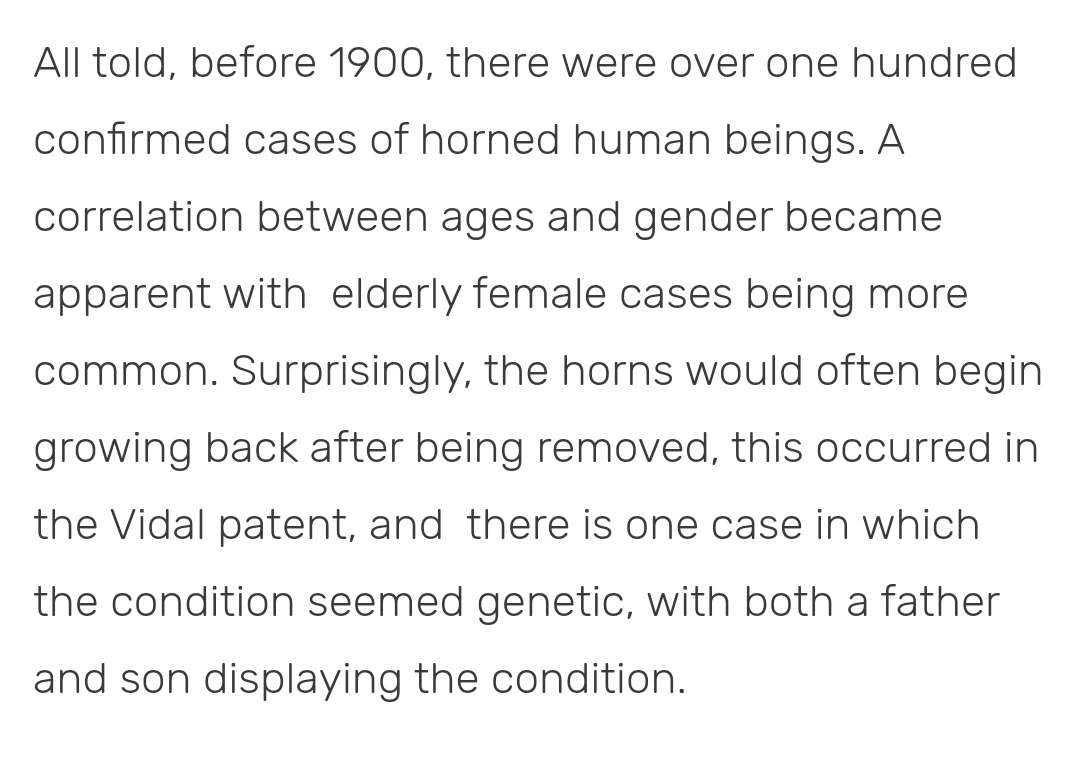 All told, before 1900, there were over one hundred
confirmed cases of horned human beings. A
correlation between ages and gender became
apparent with  elderly female cases being more
common. Surprisingly, the horns would often begin
growing back after being removed, this occurred in
the Vidal patent, and  there is one case in which
the condition seemed genetic, with both a father
and son displaying the condition.